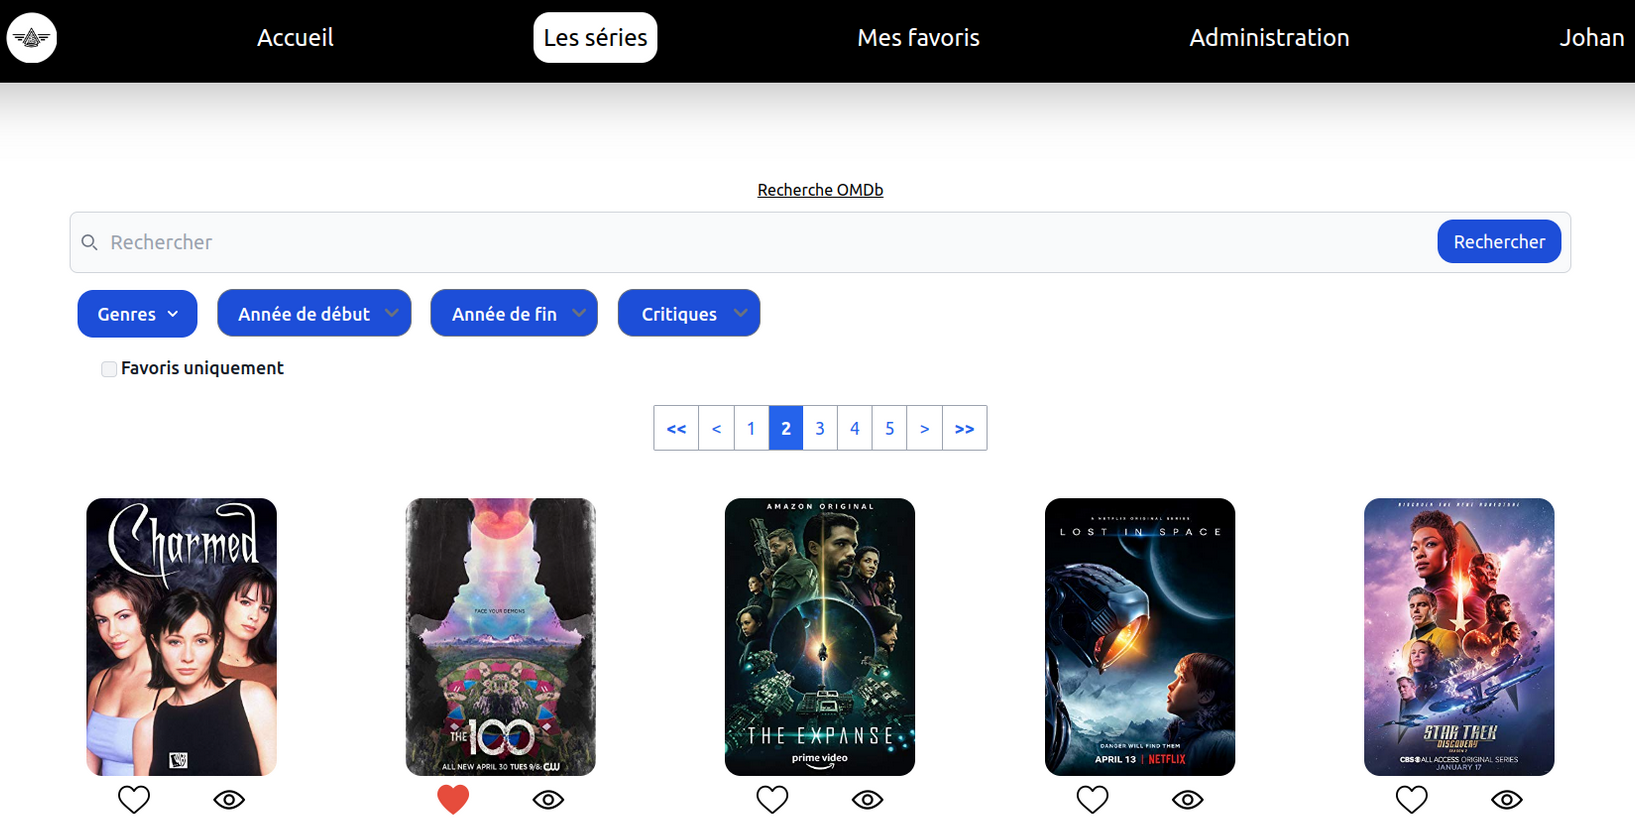 Accueil
Les séries
Mes favoris
Administration
Johan
Recherche OMDb
Rechercher
Rechercher
Genres
Année de début
Année de fin
Critiques
Favoris uniquement
<< < 1 2 3 4 5 > >>
Charmed
FACE YOUR DEMONS
THE 100
ALL NEW APRIL 30 TUES 9/8c CW
AMAZON ORIGINAL
THE EXPANSE
prime video
A NETFLIX ORIGINAL SERIES
LOST IN SPACE
DANGER WILL FIND THEM
APRIL 13 | NETFLIX
STAR TREK
DISCOVERY
CBS ALL ACCESS ORIGINAL SERIES
JANUARY 17